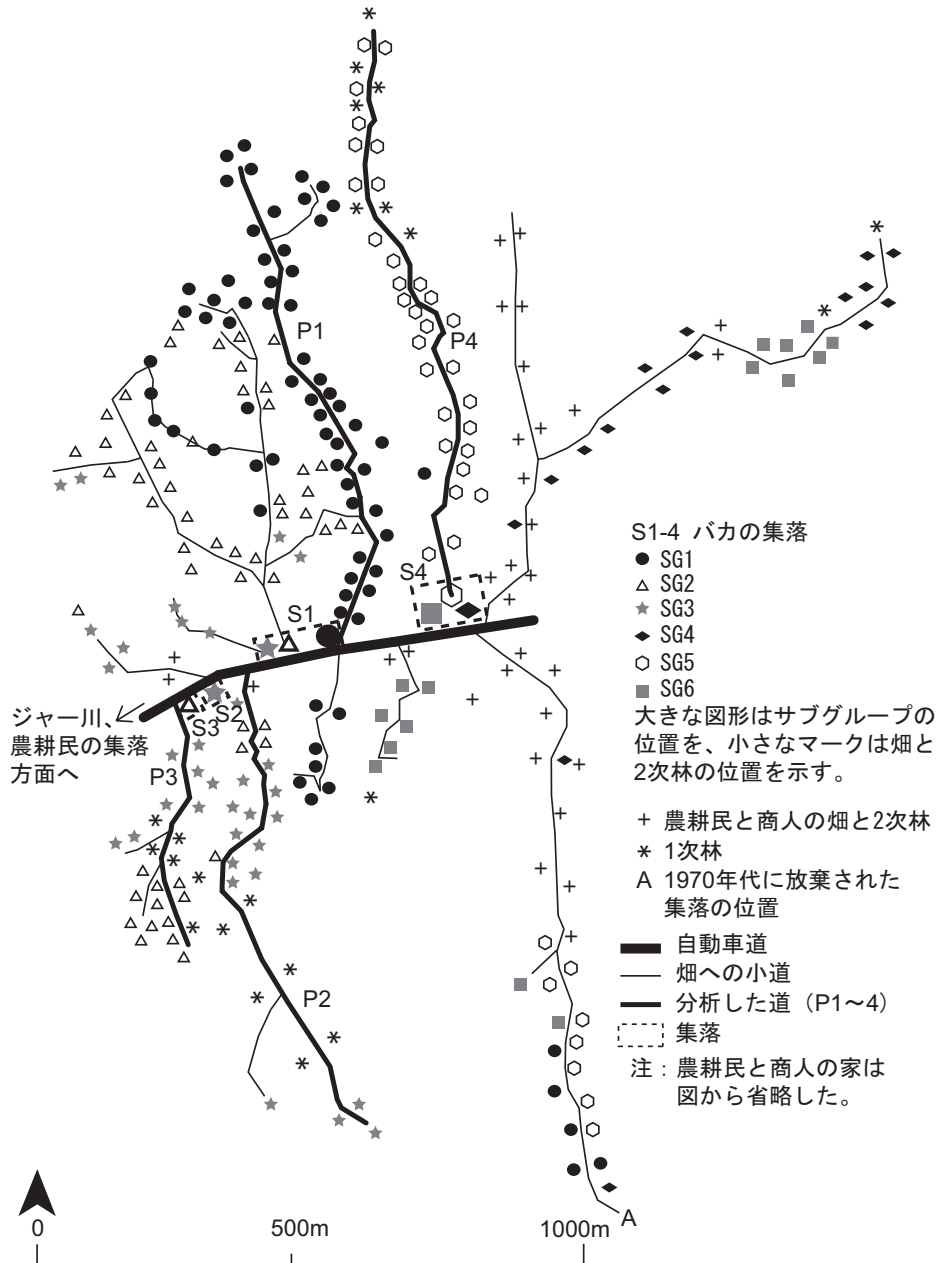 P1
P4
S4
S1
S1-4 バカの集落
SG1
SG2
SG3
SG4
SG5
SG6
大きな図形はサブグループの
位置を、小さなマークは畑と
2次林の位置を示す。
S3
S2
ジャー川、
農耕民の集落
方面へ
P3
+ 農耕民と商人の畑と2次林
* 1次林
A 1970年代に放棄された
集落の位置
自動車道
畑への小道
分析した道（P1〜4）
集落
注：農耕民と商人の家は
図から省略した。
P2
A
0
500m
1000m